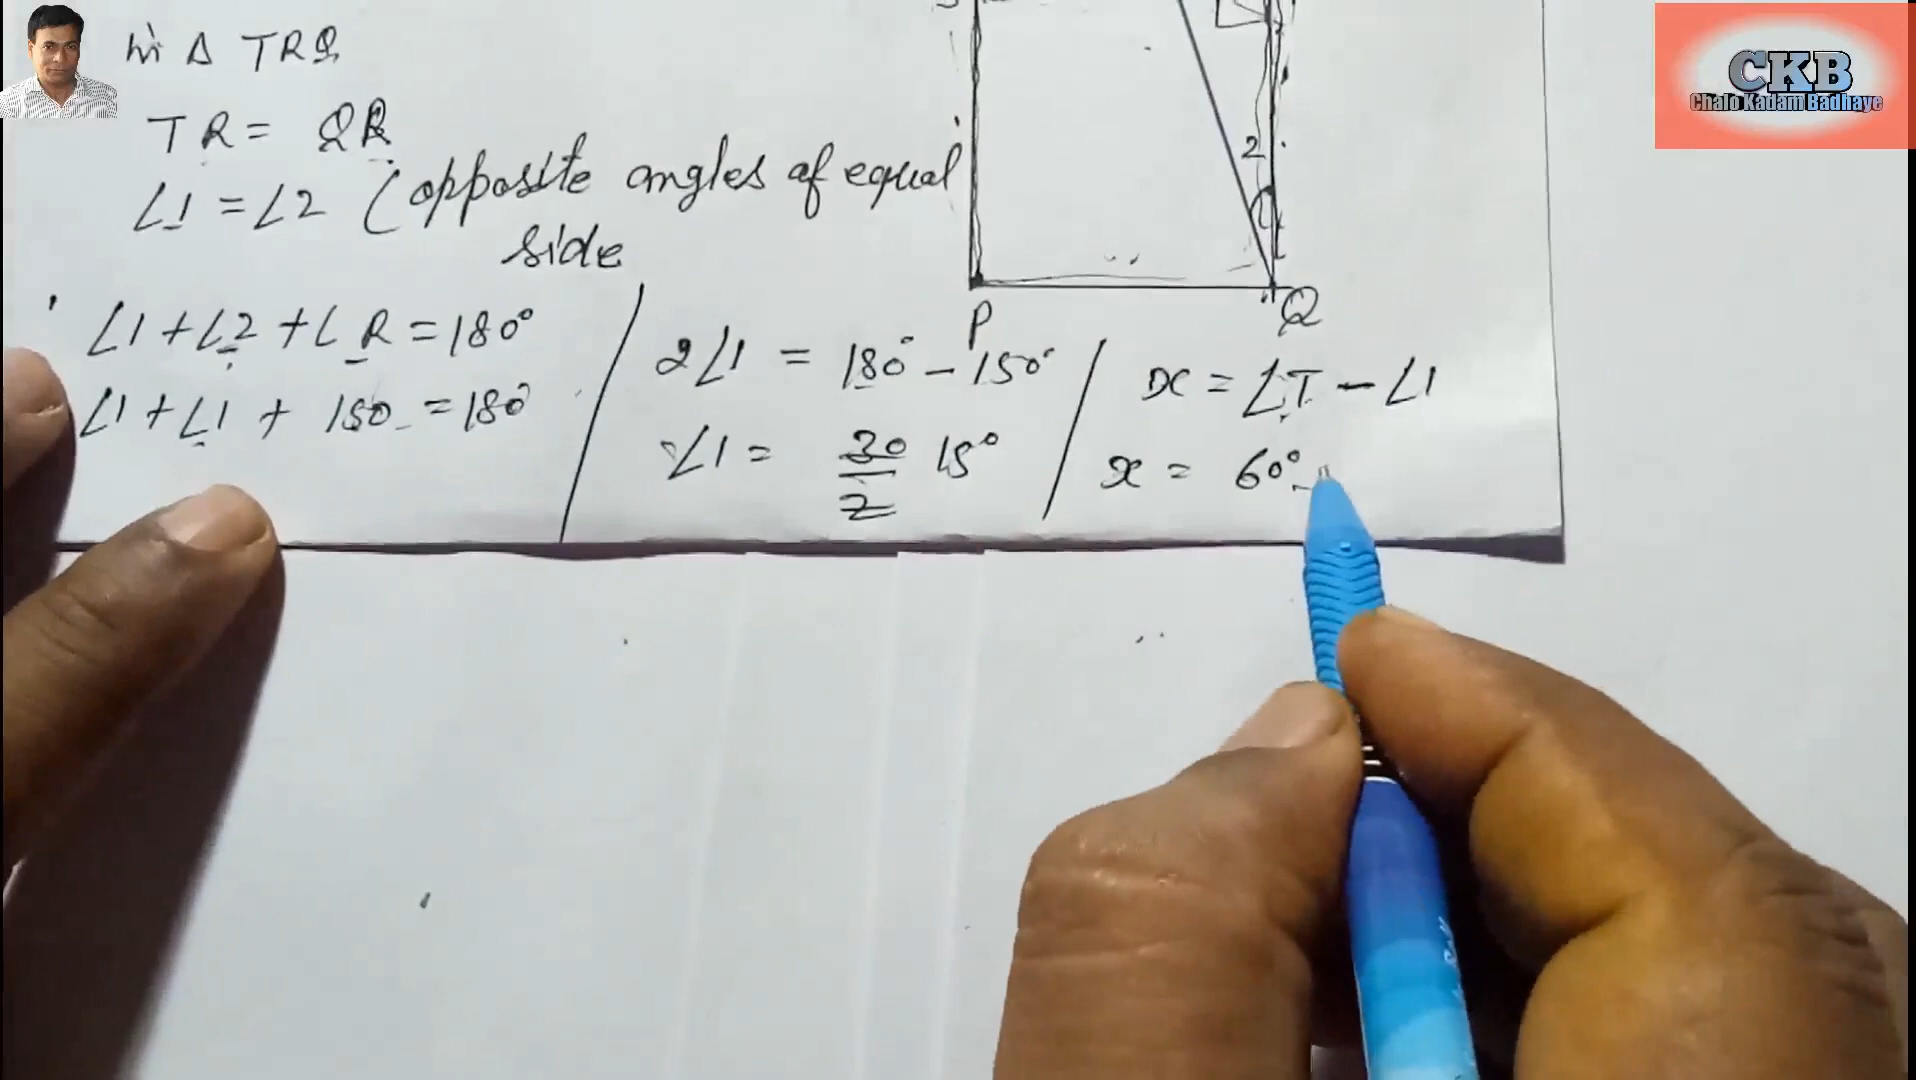 in Δ TRQ
TR = QR
∠1 = ∠2 (opposite angles of equal
side
∠1 + ∠2 + ∠R = 180°
∠1 + ∠1 + 150 = 180°
2∠1 = 180° - 150°
∠1 = 30/2 15°
x = ∠T - ∠1
x = 60° -
2
P
Q
CKB
Chalo Kadam Badhaye